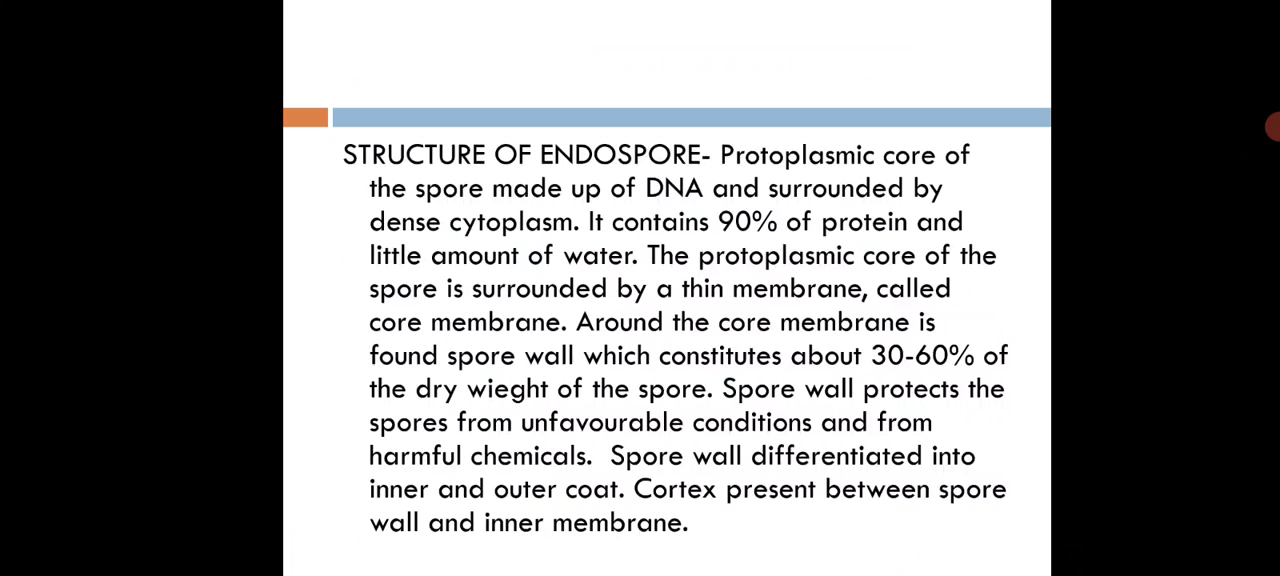 STRUCTURE OF ENDOSPORE- Protoplasmic core of
the spore made up of DNA and surrounded by
dense cytoplasm. It contains 90% of protein and
little amount of water. The protoplasmic core of the
spore is surrounded by a thin membrane, called
core membrane. Around the core membrane is
found spore wall which constitutes about 30-60% of
the dry wieght of the spore. Spore wall protects the
spores from unfavourable conditions and from
harmful chemicals.  Spore wall differentiated into
inner and outer coat. Cortex present between spore
wall and inner membrane.